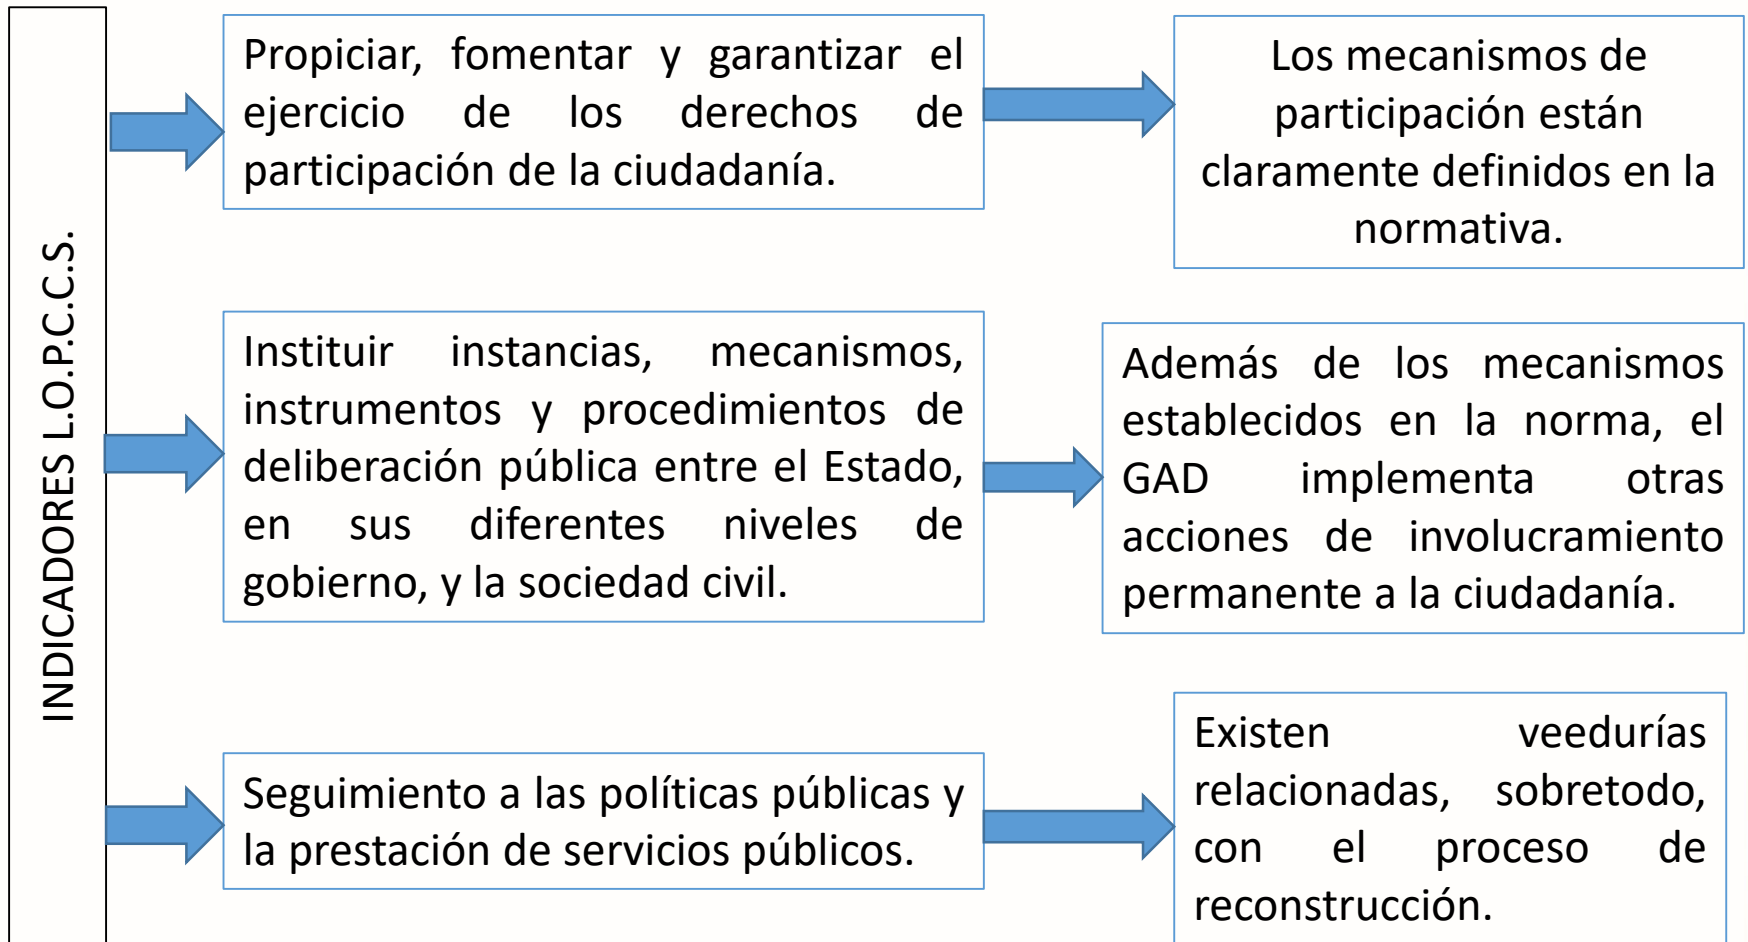 INDICADORES L.O.P.C.C.S.
Propiciar, fomentar y garantizar el
ejercicio de los derechos de
participación de la ciudadanía.
Los mecanismos de
participación están
claramente definidos en la
normativa.
Instituir instancias, mecanismos,
instrumentos y procedimientos de
deliberación pública entre el Estado,
en sus diferentes niveles de
gobierno, y la sociedad civil.
Además de los mecanismos
establecidos en la norma, el
GAD implementa otras
acciones de involucramiento
permanente a la ciudadanía.
Seguimiento a las políticas públicas y
la prestación de servicios públicos.
Existen veedurías
relacionadas, sobretodo,
con el proceso de
reconstrucción.